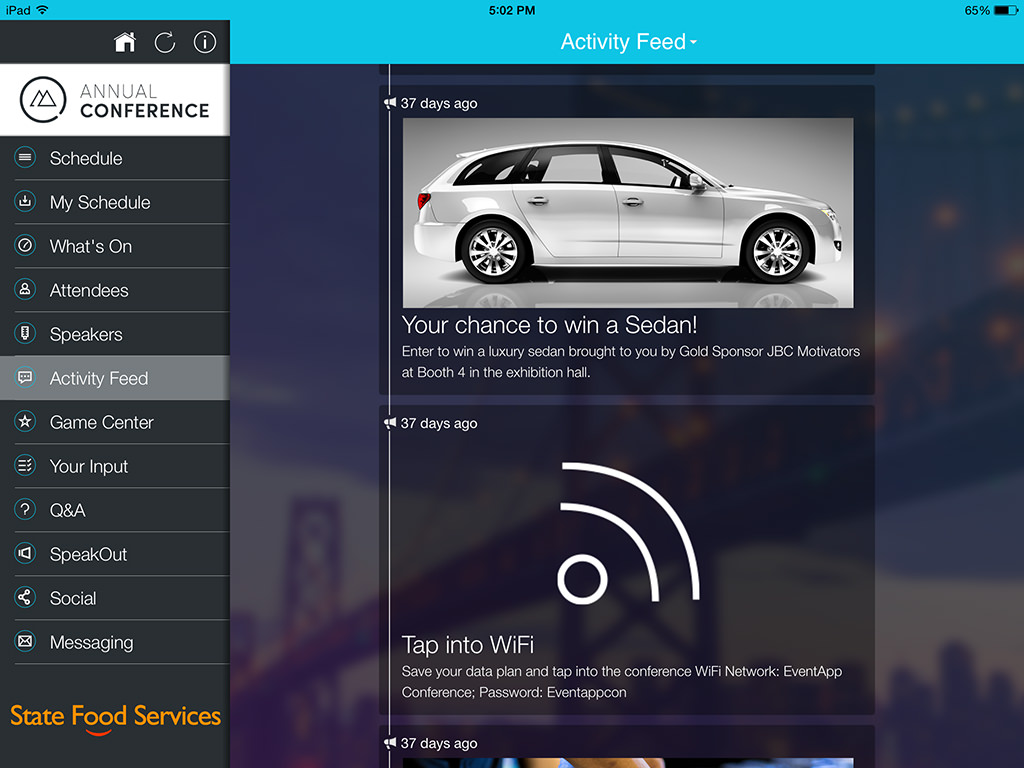 iPad
5:02 PM
65%
Activity Feed
ANNUAL
CONFERENCE
Schedule
My Schedule
What's On
Attendees
Speakers
Activity Feed
Game Center
Your Input
Q&A
SpeakOut
Social
Messaging
State Food Services
37 days ago
Your chance to win a Sedan!
Enter to win a luxury sedan brought to you by Gold Sponsor JBC Motivators
at Booth 4 in the exhibition hall.
37 days ago
Tap into WiFi
Save your data plan and tap into the conference WiFi Network: EventApp
Conference; Password: Eventappcon
37 days ago